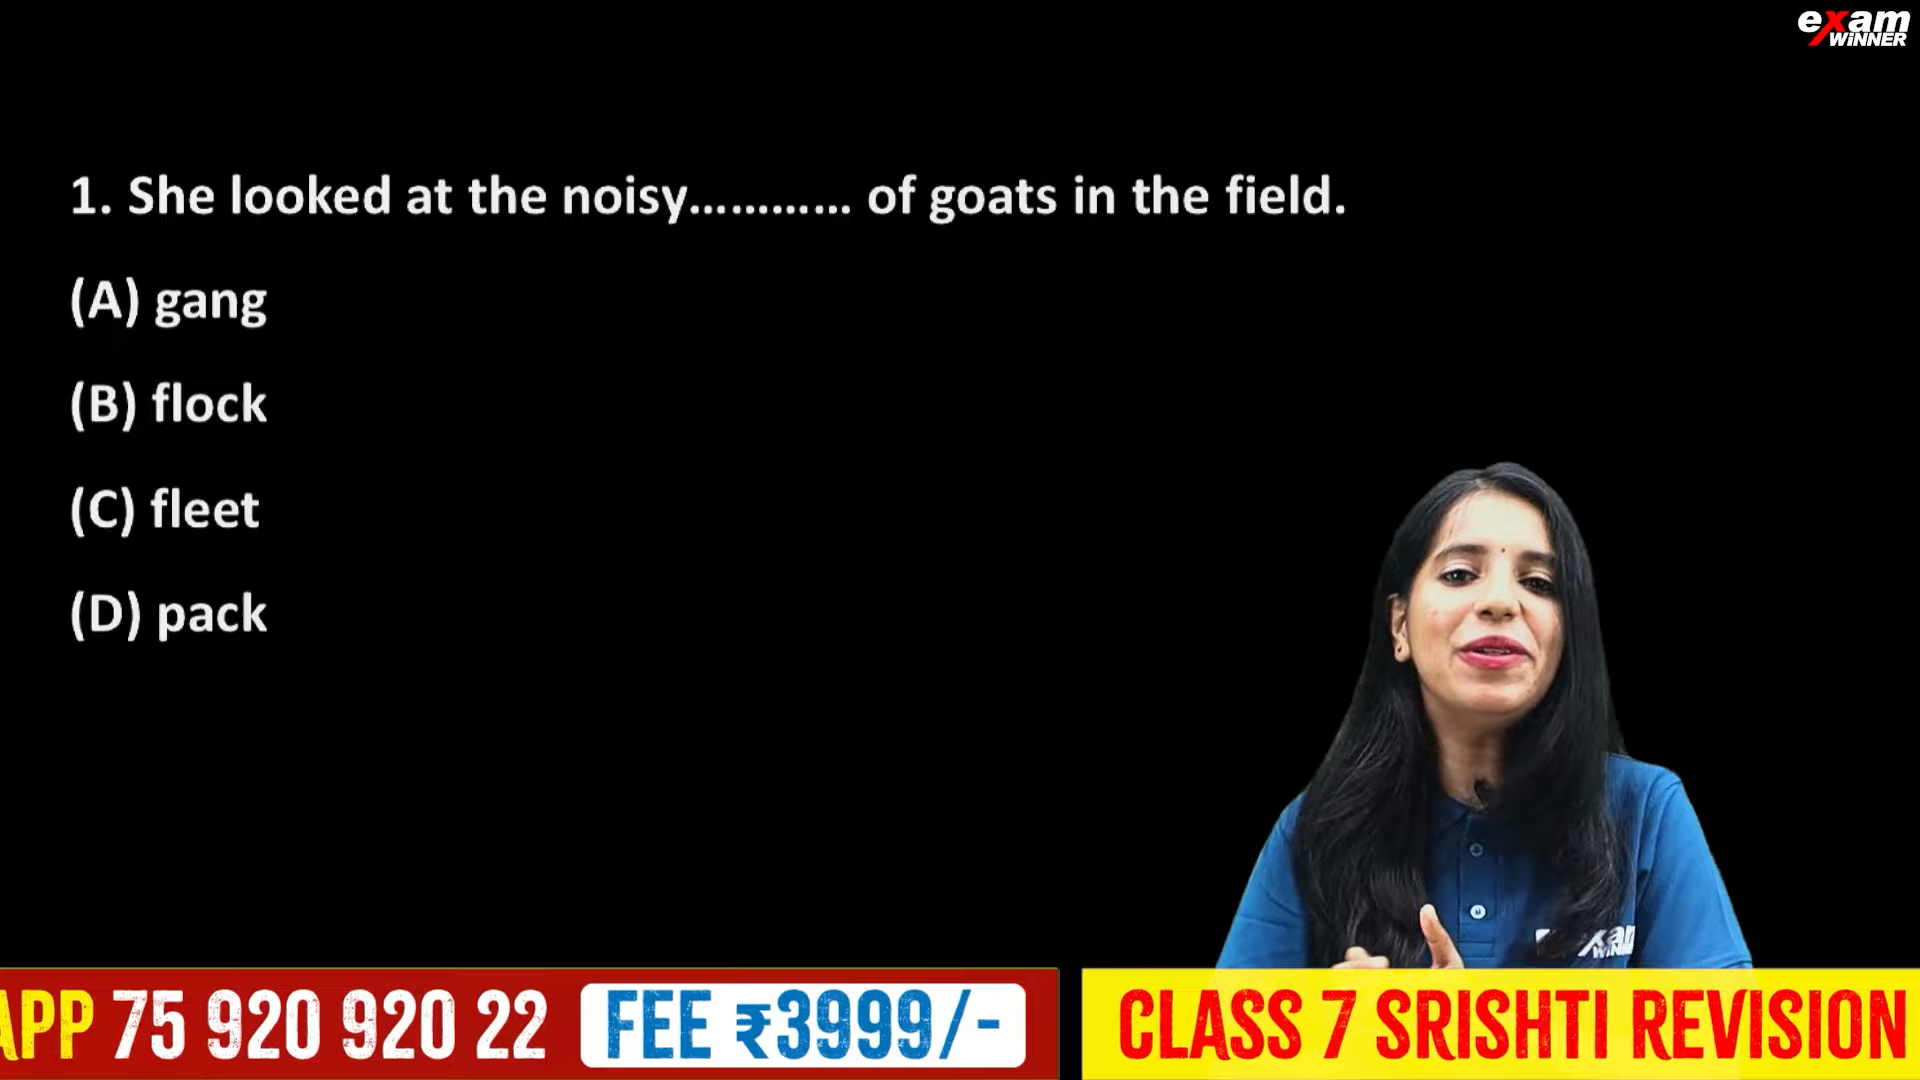 exam
WiNNER
1. She looked at the noisy............ of goats in the field.
(A) gang
(B) flock
(C) fleet
(D) pack
APP 75 920 920 22 FEE ₹3999/- CLASS 7 SRISHTI REVISION